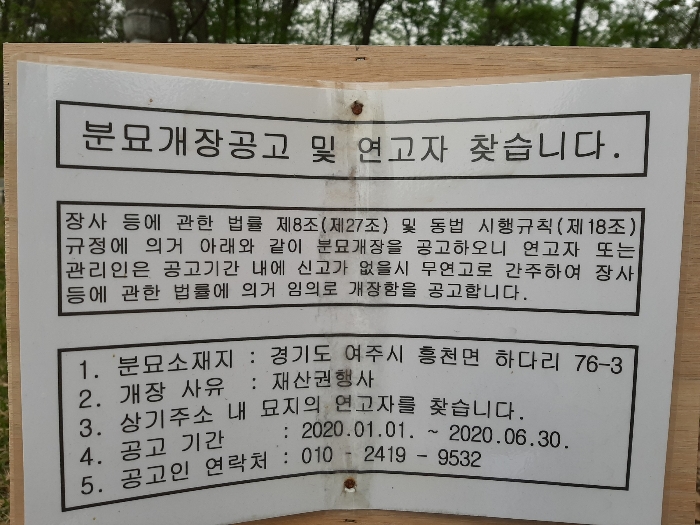 분묘개장공고 및 연고자 찾습니다.
장사 등에 관한 법률 제8조(제27조) 및 동법 시행규칙(제18조)
규정에 의거 아래와 같이 분묘개장을 공고하오니 연고자 또는
관리인은 공고기간 내에 신고가 없을시 무연고로 간주하여 장사
등에 관한 법률에 의거 임의로 개장함을 공고합니다.
1. 분묘소재지 : 경기도 여주시 흥천면 하다리 76-3
2. 개장 사유 : 재산권행사
3. 상기주소 내 묘지의 연고자를 찾습니다.
4. 공고 기간 : 2020.01.01. ~ 2020.06.30.
5. 공고인 연락처 : 010 - 2419 - 9532